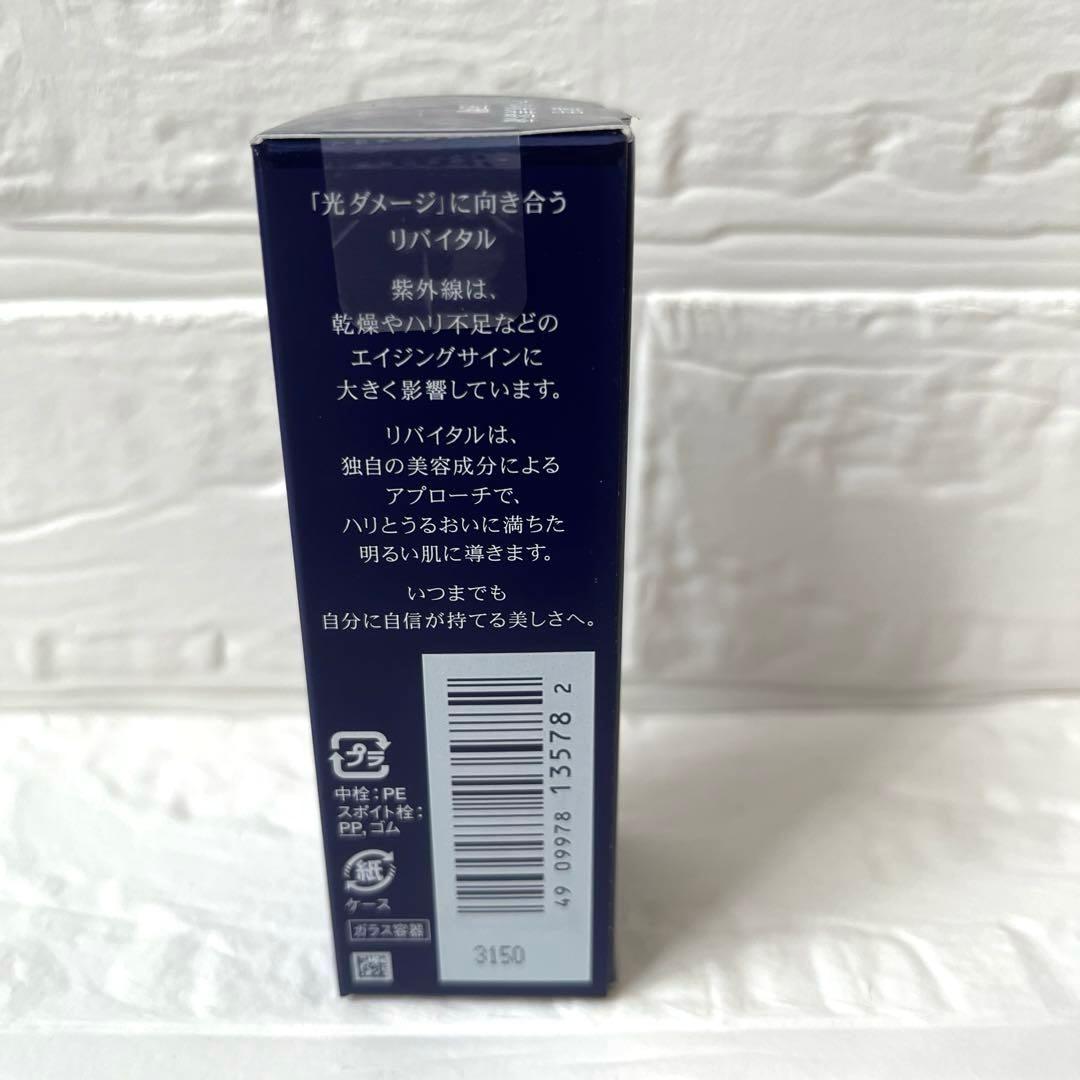 「光ダメージ」に向き合う
リバイタル
紫外線は、
乾燥やハリ不足などの
エイジングサインに
大きく影響しています。
リバイタルは、
独自の美容成分による
アプローチで、
ハリとうるおいに満ちた
明るい肌に導きます。
いつまでも
自分に自信が持てる美しさへ。
プラ
中栓:PE
スポイト栓:
PP,ゴム
紙
ケース
ガラス容器
49 09978 13578 2
3150